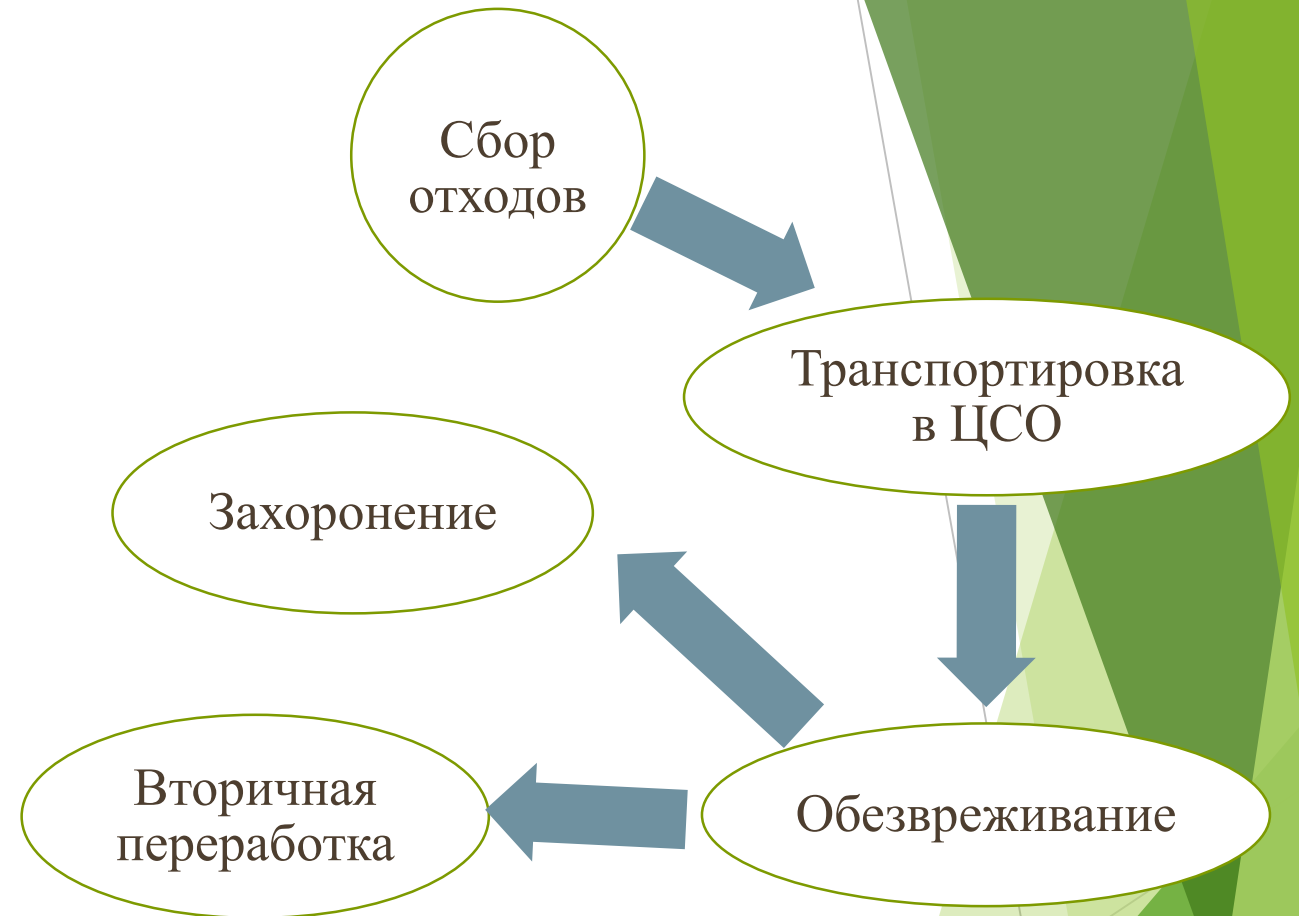 Сбор
отходов
Транспортировка
в ЦСО
Захоронение
Вторичная
переработка
Обезвреживание